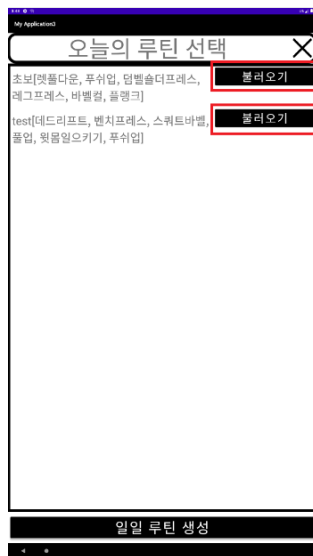 My Application2
오늘의 루틴 선택
초보[렛풀다운, 푸쉬업, 덤벨숄더프레스,
레그프레스, 바벨컬, 플랭크]
불러오기
test[데드리프트, 벤치프레스, 스쿼트바벨,
풀업, 윗몸일으키기, 푸쉬업]
불러오기
일일 루틴 생성